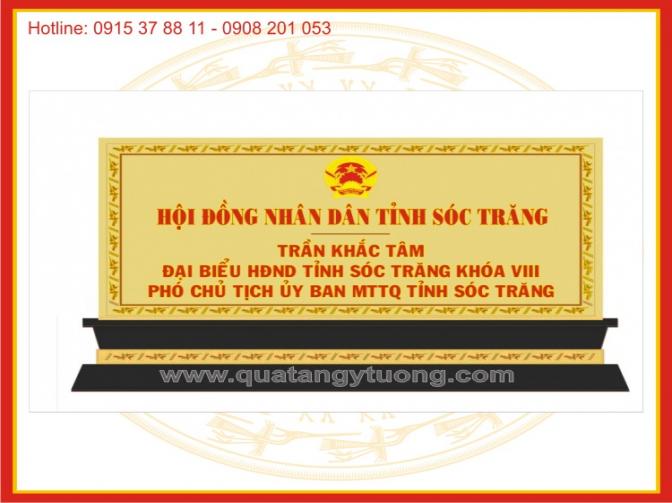 Hotline: 0915 37 88 11 - 0908 201 053
HỘI ĐỒNG NHÂN DÂN TỈNH SÓC TRĂNG
TRẦN KHẮC TÂM
ĐẠI BIỂU HĐND TỈNH SÓC TRĂNG KHÓA VIII
PHÓ CHỦ TỊCH ỦY BAN MTTQ TỈNH SÓC TRĂNG
www.quatangytuong.com